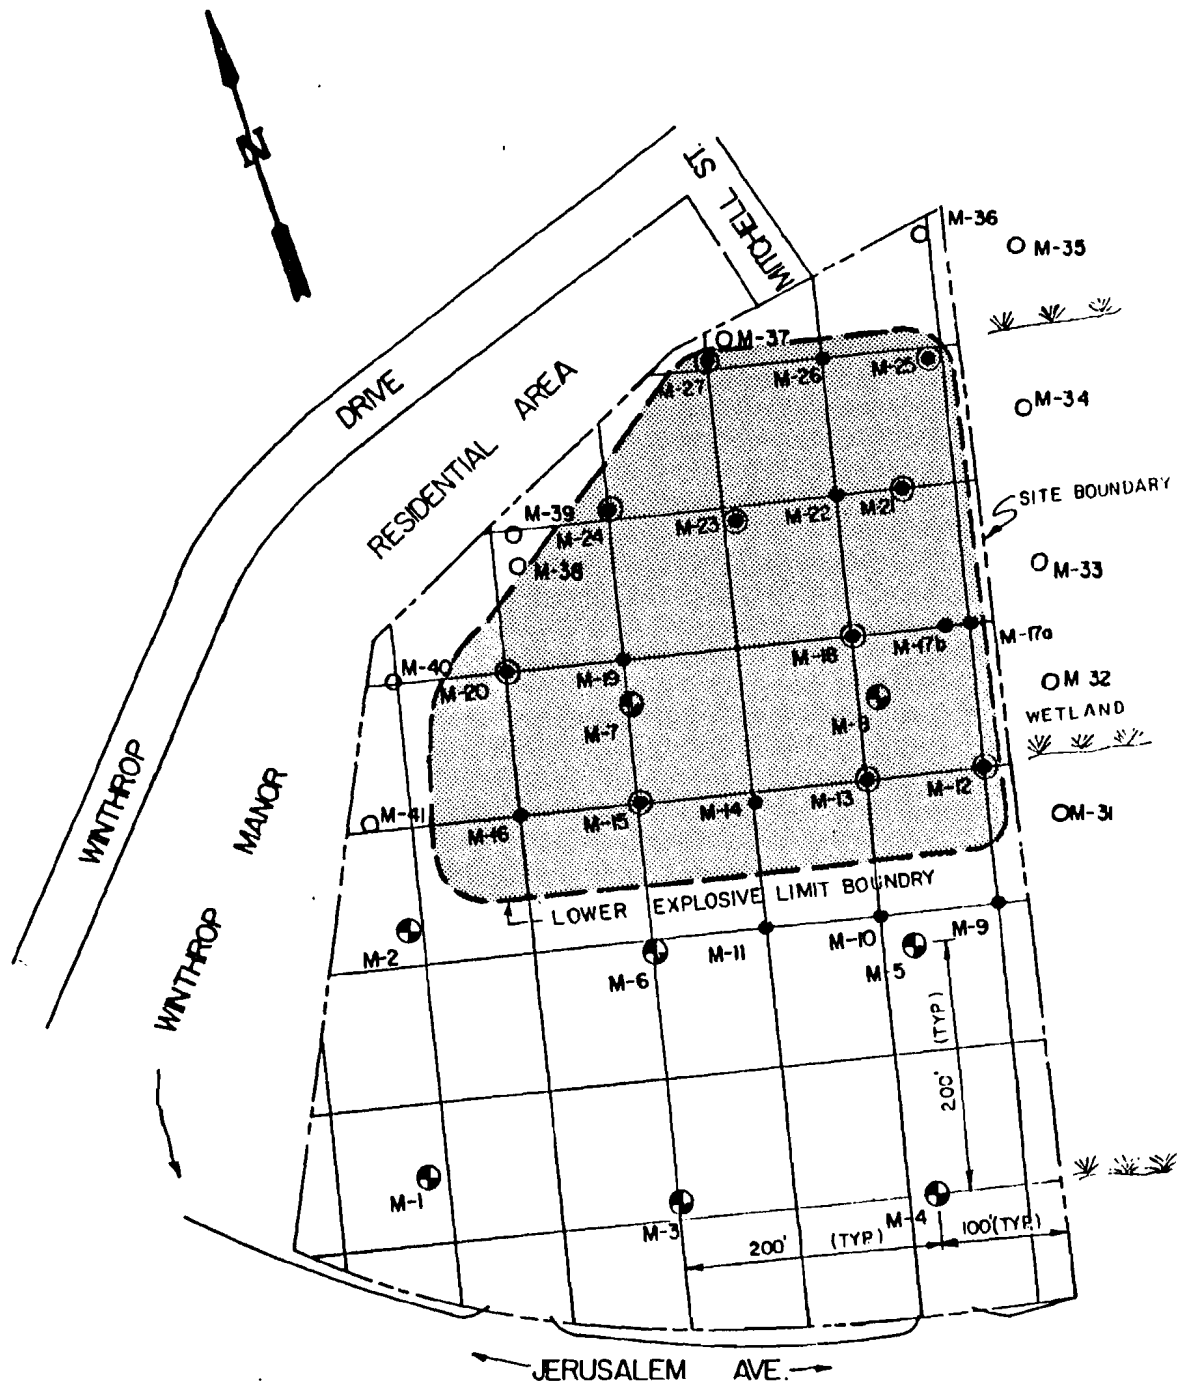 N
MITCHELL ST.
M-36
M-35
M-37
DRIVE
RESIDENTIAL AREA
M-27
M-26
M-25
M-34
SITE BOUNDARY
M-39
M-24
M-23
M-22
M-21
M-38
M-33
M-40
M-20
M-19
M-18
M-17b
M-17a
M-7
M-8
M 32
WETLAND
WINTHROP
MANOR
M-41
M-16
M-15
M-14
M-13
M-12
M-31
LOWER EXPLOSIVE LIMIT BOUNDRY
M-2
M-6
M-11
M-10
M-9
M-5
WINTHROP
200' (TYP.)
M-1
M-3
M-4
200' (TYP.)
100'(TYP.)
JERUSALEM AVE.